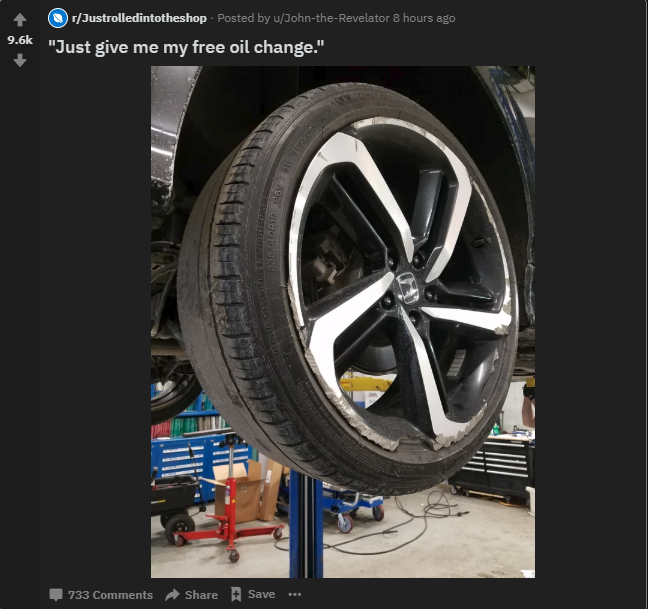 r/Justrolledintotheshop · Posted by u/John-the-Revelator 8 hours ago
9.6k
"Just give me my free oil change."
733 Comments Share Save ···